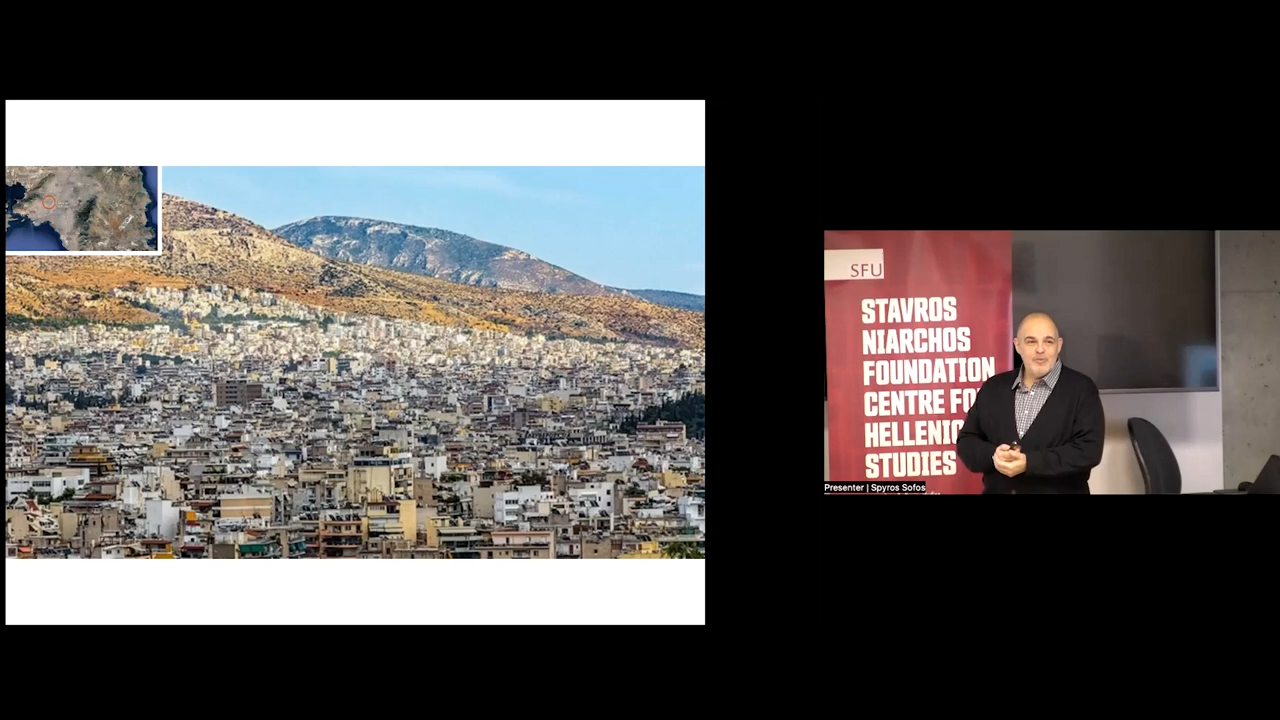 SFU
STAVROS
NIARCHOS
FOUNDATION
CENTRE FO
HELLENIC
STUDIES
Presenter | Spyros Sofos